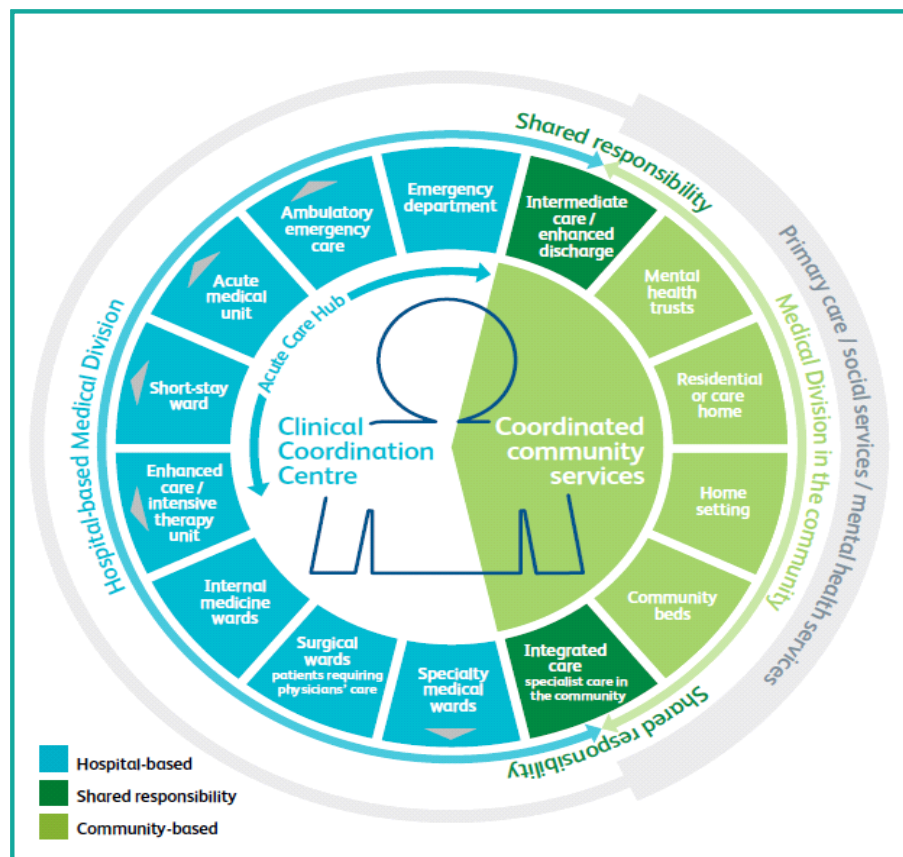 Shared responsibility
Hospital-based Medical Division
Medical Division in the community
Primary care / social services / mental health services
Emergency
department
Intermediate
care /
enhanced
discharge
Mental
health
trusts
Residential
or care
home
Home
setting
Community
beds
Integrated
care
specialist care in
the community
Shared responsibility
Specialty
medical
wards
Surgical
wards
patients requiring
physicians' care
Internal
medicine
wards
Enhanced care /
intensive
therapy
unit
Short-stay
ward
Acute
medical
unit
Ambulatory
emergency
care
Acute Care Hub
Clinical
Coordination
Centre
Coordinated
community
services
Hospital-based
Shared responsibility
Community-based